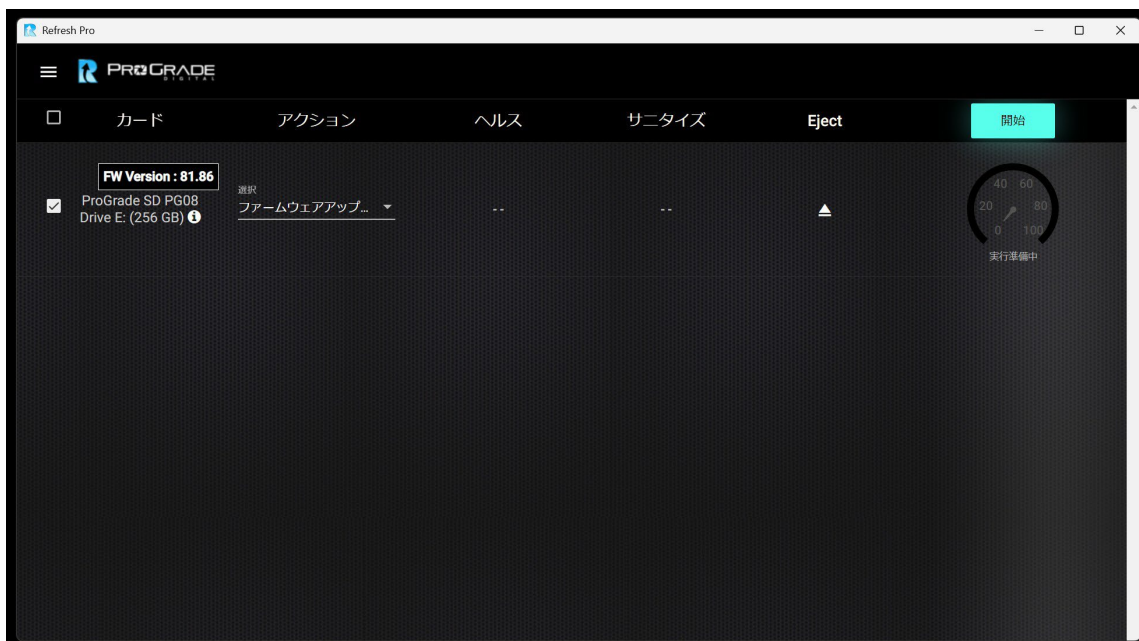 Refresh Pro
PROGRADE
DIGITAL
カード
アクション
ヘルス
サニタイズ
Eject
開始
FW Version : 81.86
ProGrade SD PG08
Drive E: (256 GB)
選択
ファームウェアアップ...
--
--
0 20 40 60 80 100
実行準備中